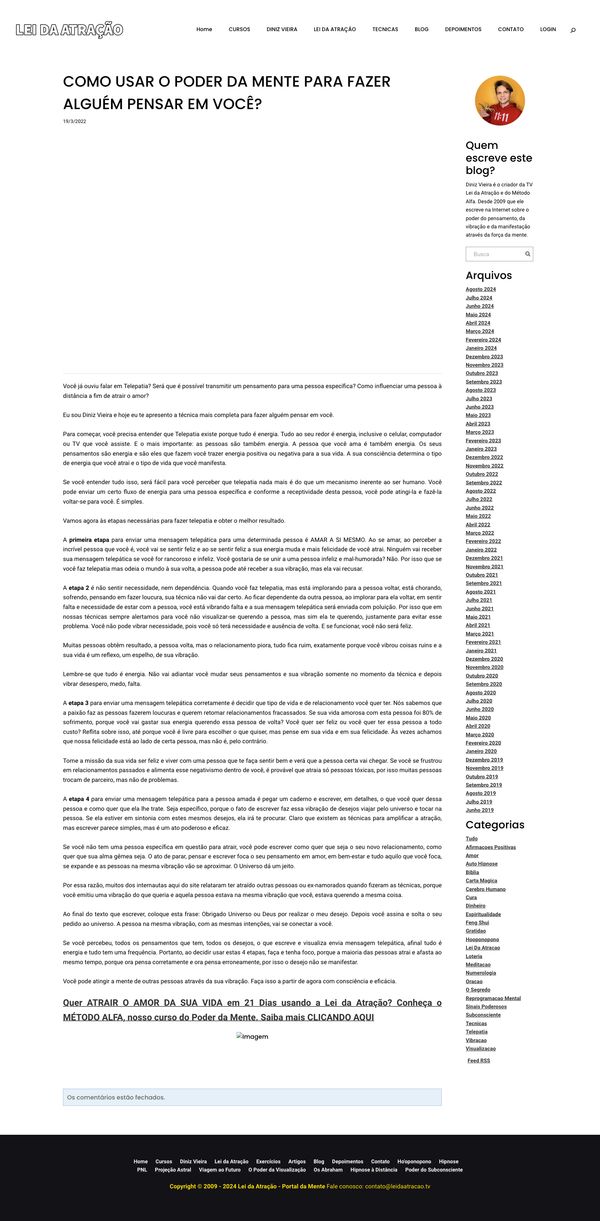 LEI DA ATRAÇÃO
Home CURSOS DINIZ VIEIRA LEI DA ATRAÇÃO TECNICAS BLOG DEPOIMENTOS CONTATO LOGIN
COMO USAR O PODER DA MENTE PARA FAZER
ALGUÉM PENSAR EM VOCÊ?
19/3/2022
Você já ouviu falar em Telepatia? Será que é possível transmitir um pensamento para uma pessoa específica? Como influenciar uma pessoa à
distância a fim de atrair o amor?
Eu sou Diniz Vieira e hoje eu te apresento a técnica mais completa para fazer alguém pensar em você.
Para começar, você precisa entender que Telepatia existe porque tudo é energia. Tudo ao seu redor é energia, inclusive o celular, computador
ou TV que você assiste. E o mais importante: as pessoas são também energia. A pessoa que você ama é também energia. Os seus
pensamentos são energia e são eles que fazem você trazer energia positiva ou negativa para a sua vida. A sua consciência determina o tipo
de energia que você atrai e o tipo de vida que você manifesta.
Se você entender tudo isso, será fácil para você perceber que telepatia nada mais é do que um mecanismo inerente ao ser humano. Você
pode enviar um certo fluxo de energia para uma pessoa específica e conforme a receptividade desta pessoa, você pode atingi-la e fazê-la
voltar-se para você. É simples.
Vamos agora às etapas necessárias para fazer telepatia e obter o melhor resultado.
A primeira etapa para enviar uma mensagem telepática para uma determinada pessoa é AMAR A SI MESMO. Ao se amar, ao perceber a
incrível pessoa que você é, você vai se sentir feliz e ao se sentir feliz a sua energia muda e mais felicidade de você atrai. Ninguém vai receber
sua mensagem telepática se você for rancoroso e infeliz. Você gostaria de se unir a uma pessoa infeliz e mal-humorada? Não. Por isso que se
você faz telepatia mas odeia o mundo à sua volta, a pessoa pode até receber a sua vibração, mas ela vai recusar.
A etapa 2 é não sentir necessidade, nem dependência. Quando você faz telepatia, mas está implorando para a pessoa voltar, está chorando,
sofrendo, pensando em fazer loucura, sua técnica não vai dar certo. Ao ficar dependente da outra pessoa, ao implorar para ela voltar, em sentir
falta e necessidade de estar com a pessoa, você está vibrando falta e a sua mensagem telepática será enviada com poluição. Por isso que em
nossas técnicas sempre alertamos para você não visualizar-se querendo a pessoa, mas sim ela te querendo, justamente para evitar esse
problema. Você não pode vibrar necessidade, pois você só terá necessidade e ausência de volta. E se funcionar, você não será feliz.
Muitas pessoas obtêm resultado, a pessoa volta, mas o relacionamento piora, tudo fica ruim, exatamente porque você vibrou coisas ruins e a
sua vida é um reflexo, um espelho, de sua vibração.
Lembre-se que tudo é energia. Não vai adiantar você mudar seus pensamentos e sua vibração somente no momento da técnica e depois
vibrar desespero, medo, falta.
A etapa 3 para enviar uma mensagem telepática corretamente é decidir que tipo de vida e de relacionamento você quer ter. Nós sabemos que
a paixão faz as pessoas fazerem loucuras e querem retomar relacionamentos fracassados. Se sua vida amorosa com esta pessoa foi 80% de
sofrimento, porque você vai gastar sua energia querendo essa pessoa de volta? Você quer ser feliz ou você quer ter essa pessoa a todo
custo? Reflita sobre isso, até porque você é livre para escolher o que quiser, mas pense em sua vida e em sua felicidade. Às vezes achamos
que nossa felicidade está ao lado de certa pessoa, mas não é, pelo contrário.
Torne a missão da sua vida ser feliz e viver com uma pessoa que te faça sentir bem e verá que a pessoa certa vai chegar. Se você se frustrou
em relacionamentos passados e alimenta esse negativismo dentro de você, é provável que atraia só pessoas tóxicas, por isso muitas pessoas
trocam de parceiro, mas não de problemas.
A etapa 4 para enviar uma mensagem telepática para a pessoa amada é pegar um caderno e escrever, em detalhes, o que você quer dessa
pessoa e como quer que ela lhe trate. Seja específico, porque o fato de escrever faz essa vibração de desejos viajar pelo universo e tocar na
pessoa. Se ela estiver em sintonia com estes mesmos desejos, ela irá te procurar. Claro que existem as técnicas para amplificar a atração,
mas escrever parece simples, mas é um ato poderoso e eficaz.
Se você não tem uma pessoa específica em questão para atrair, você pode escrever como quer que seja o seu novo relacionamento, como
quer que sua alma gêmea seja. O ato de parar, pensar e escrever foca o seu pensamento em amor, em bem-estar e tudo aquilo que você foca,
se expande e as pessoas na mesma vibração vão se aproximar. O Universo dá um jeito.
Por essa razão, muitos dos internautas aqui do site relataram ter atraído outras pessoas ou ex-namorados quando fizeram as técnicas, porque
você emitiu uma vibração do que queria e aquela pessoa estava na mesma vibração que você, estava querendo a mesma coisa.
Ao final do texto que escrever, coloque esta frase: Obrigado Universo ou Deus por realizar o meu desejo. Depois você assina e solta o seu
pedido ao universo. A pessoa na mesma vibração, com as mesmas intenções, vai se conectar a você.
Se você percebeu, todos os pensamentos que tem, todos os desejos, o que escreve e visualiza envia mensagem telepática, afinal tudo é
energia e tudo tem uma frequência. Portanto, ao decidir usar estas 4 etapas, faça e tenha foco, porque a maioria das pessoas atrai e afasta ao
mesmo tempo, porque ora pensa corretamente e ora pensa erroneamente, por isso o desejo não se manifestar.
Você pode atingir a mente de outras pessoas através da sua vibração. Faça isso a partir de agora com consciência e eficácia.
Quer ATRAIR O AMOR DA SUA VIDA em 21 Dias usando a Lei da Atração? Conheça o
MÉTODO ALFA, nosso curso do Poder da Mente. Saiba mais CLICANDO AQUI
Imagem
Os comentários estão fechados.
11:11
Quem
escreve este
blog?
Diniz Vieira é o criador da TV
Lei da Atração e do Método
Alfa. Desde 2009 que ele
escreve na Internet sobre o
poder do pensamento, da
vibração e da manifestação
através da força da mente.
Busca
Arquivos
Agosto 2024
Julho 2024
Junho 2024
Maio 2024
Abril 2024
Março 2024
Fevereiro 2024
Janeiro 2024
Dezembro 2023
Novembro 2023
Outubro 2023
Setembro 2023
Agosto 2023
Julho 2023
Junho 2023
Maio 2023
Abril 2023
Março 2023
Fevereiro 2023
Janeiro 2023
Dezembro 2022
Novembro 2022
Outubro 2022
Setembro 2022
Agosto 2022
Julho 2022
Junho 2022
Maio 2022
Abril 2022
Março 2022
Fevereiro 2022
Janeiro 2022
Dezembro 2021
Novembro 2021
Outubro 2021
Setembro 2021
Agosto 2021
Julho 2021
Junho 2021
Maio 2021
Abril 2021
Março 2021
Fevereiro 2021
Janeiro 2021
Dezembro 2020
Novembro 2020
Outubro 2020
Setembro 2020
Agosto 2020
Julho 2020
Junho 2020
Maio 2020
Abril 2020
Março 2020
Fevereiro 2020
Janeiro 2020
Dezembro 2019
Novembro 2019
Outubro 2019
Setembro 2019
Agosto 2019
Julho 2019
Junho 2019
Categorias
Tudo
Afirmacoes Positivas
Amor
Auto Hipnose
Bíblia
Carta Magica
Cerebro Humano
Cura
Dinheiro
Espiritualidade
Feng Shui
Gratidao
Hooponopono
Lei Da Atracao
Loteria
Meditacao
Numerologia
Oracao
O Segredo
Reprogramacao Mental
Sinais Poderosos
Subconsciente
Tecnicas
Telepatia
Vibracao
Visualizacao
Feed RSS
Home Cursos Diniz Vieira Lei da Atração Exercícios Artigos Blog Depoimentos Contato Ho'oponopono Hipnose
PNL Projeção Astral Viagem ao Futuro O Poder da Visualização Os Abraham Hipnose à Distância Poder do Subconsciente
Copyright © 2009 - 2024 Lei da Atração - Portal da Mente Fale conosco: contato@leidaatracao.tv